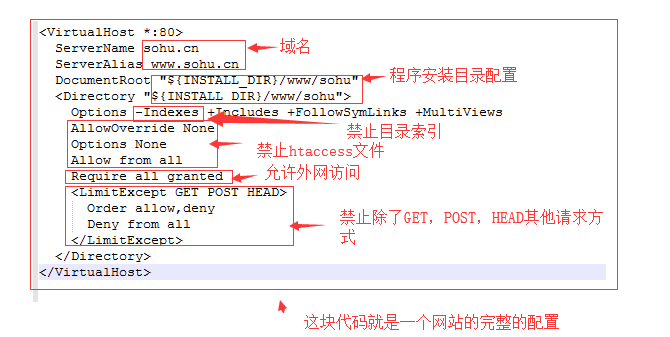 <VirtualHost *:80>
ServerName sohu.cn
域名
ServerAlias www.sohu.cn
DocumentRoot "${INSTALL_DIR}/www/sohu"
程序安装目录配置
<Directory "${INSTALL_DIR}/www/sohu">
Options -Indexes +Includes +FollowSymLinks +MultiViews
禁止目录索引
AllowOverride None
Options None
禁止htaccess文件
Allow from all
Require all granted
允许外网访问
<LimitExcept GET POST HEAD>
Order allow,deny
Deny from all
</LimitExcept>
禁止除了GET，POST，HEAD其他请求方
式
</Directory>
</VirtualHost>
这块代码就是一个网站的完整的配置